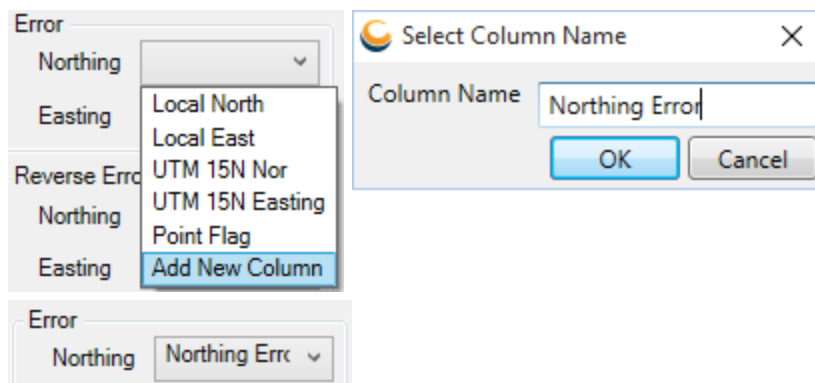 Error
Northing
Easting
Local North
Local East
UTM 15N Nor
UTM 15N Easting
Point Flag
Add New Column
Reverse Erro
Northing
Easting
Select Column Name
Column Name
Northing Error
OK
Cancel
Error
Northing
Northing Err